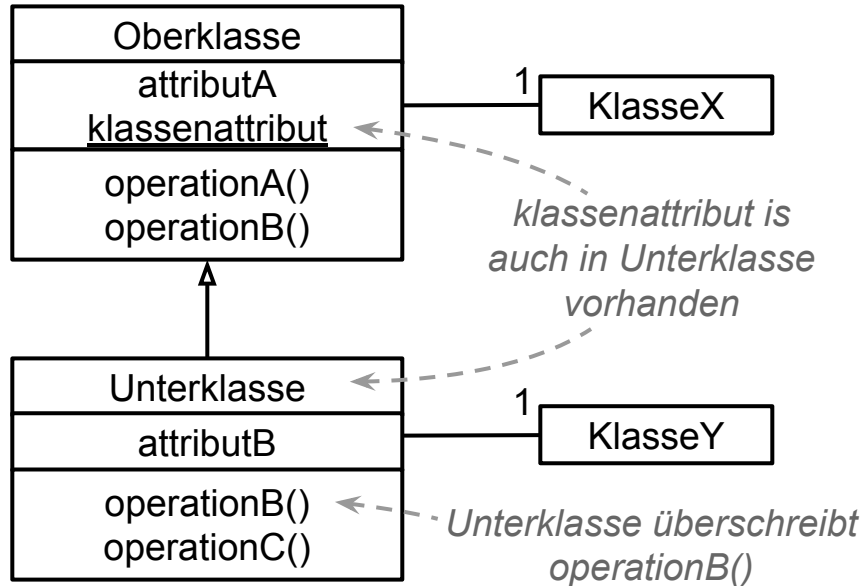 Oberklasse
attributA
klassenattribut
operationA()
operationB()
1
KlasseX
klassenattribut is
auch in Unterklasse
vorhanden
Unterklasse
attributB
operationB()
operationC()
1
KlasseY
Unterklasse überschreibt
operationB()